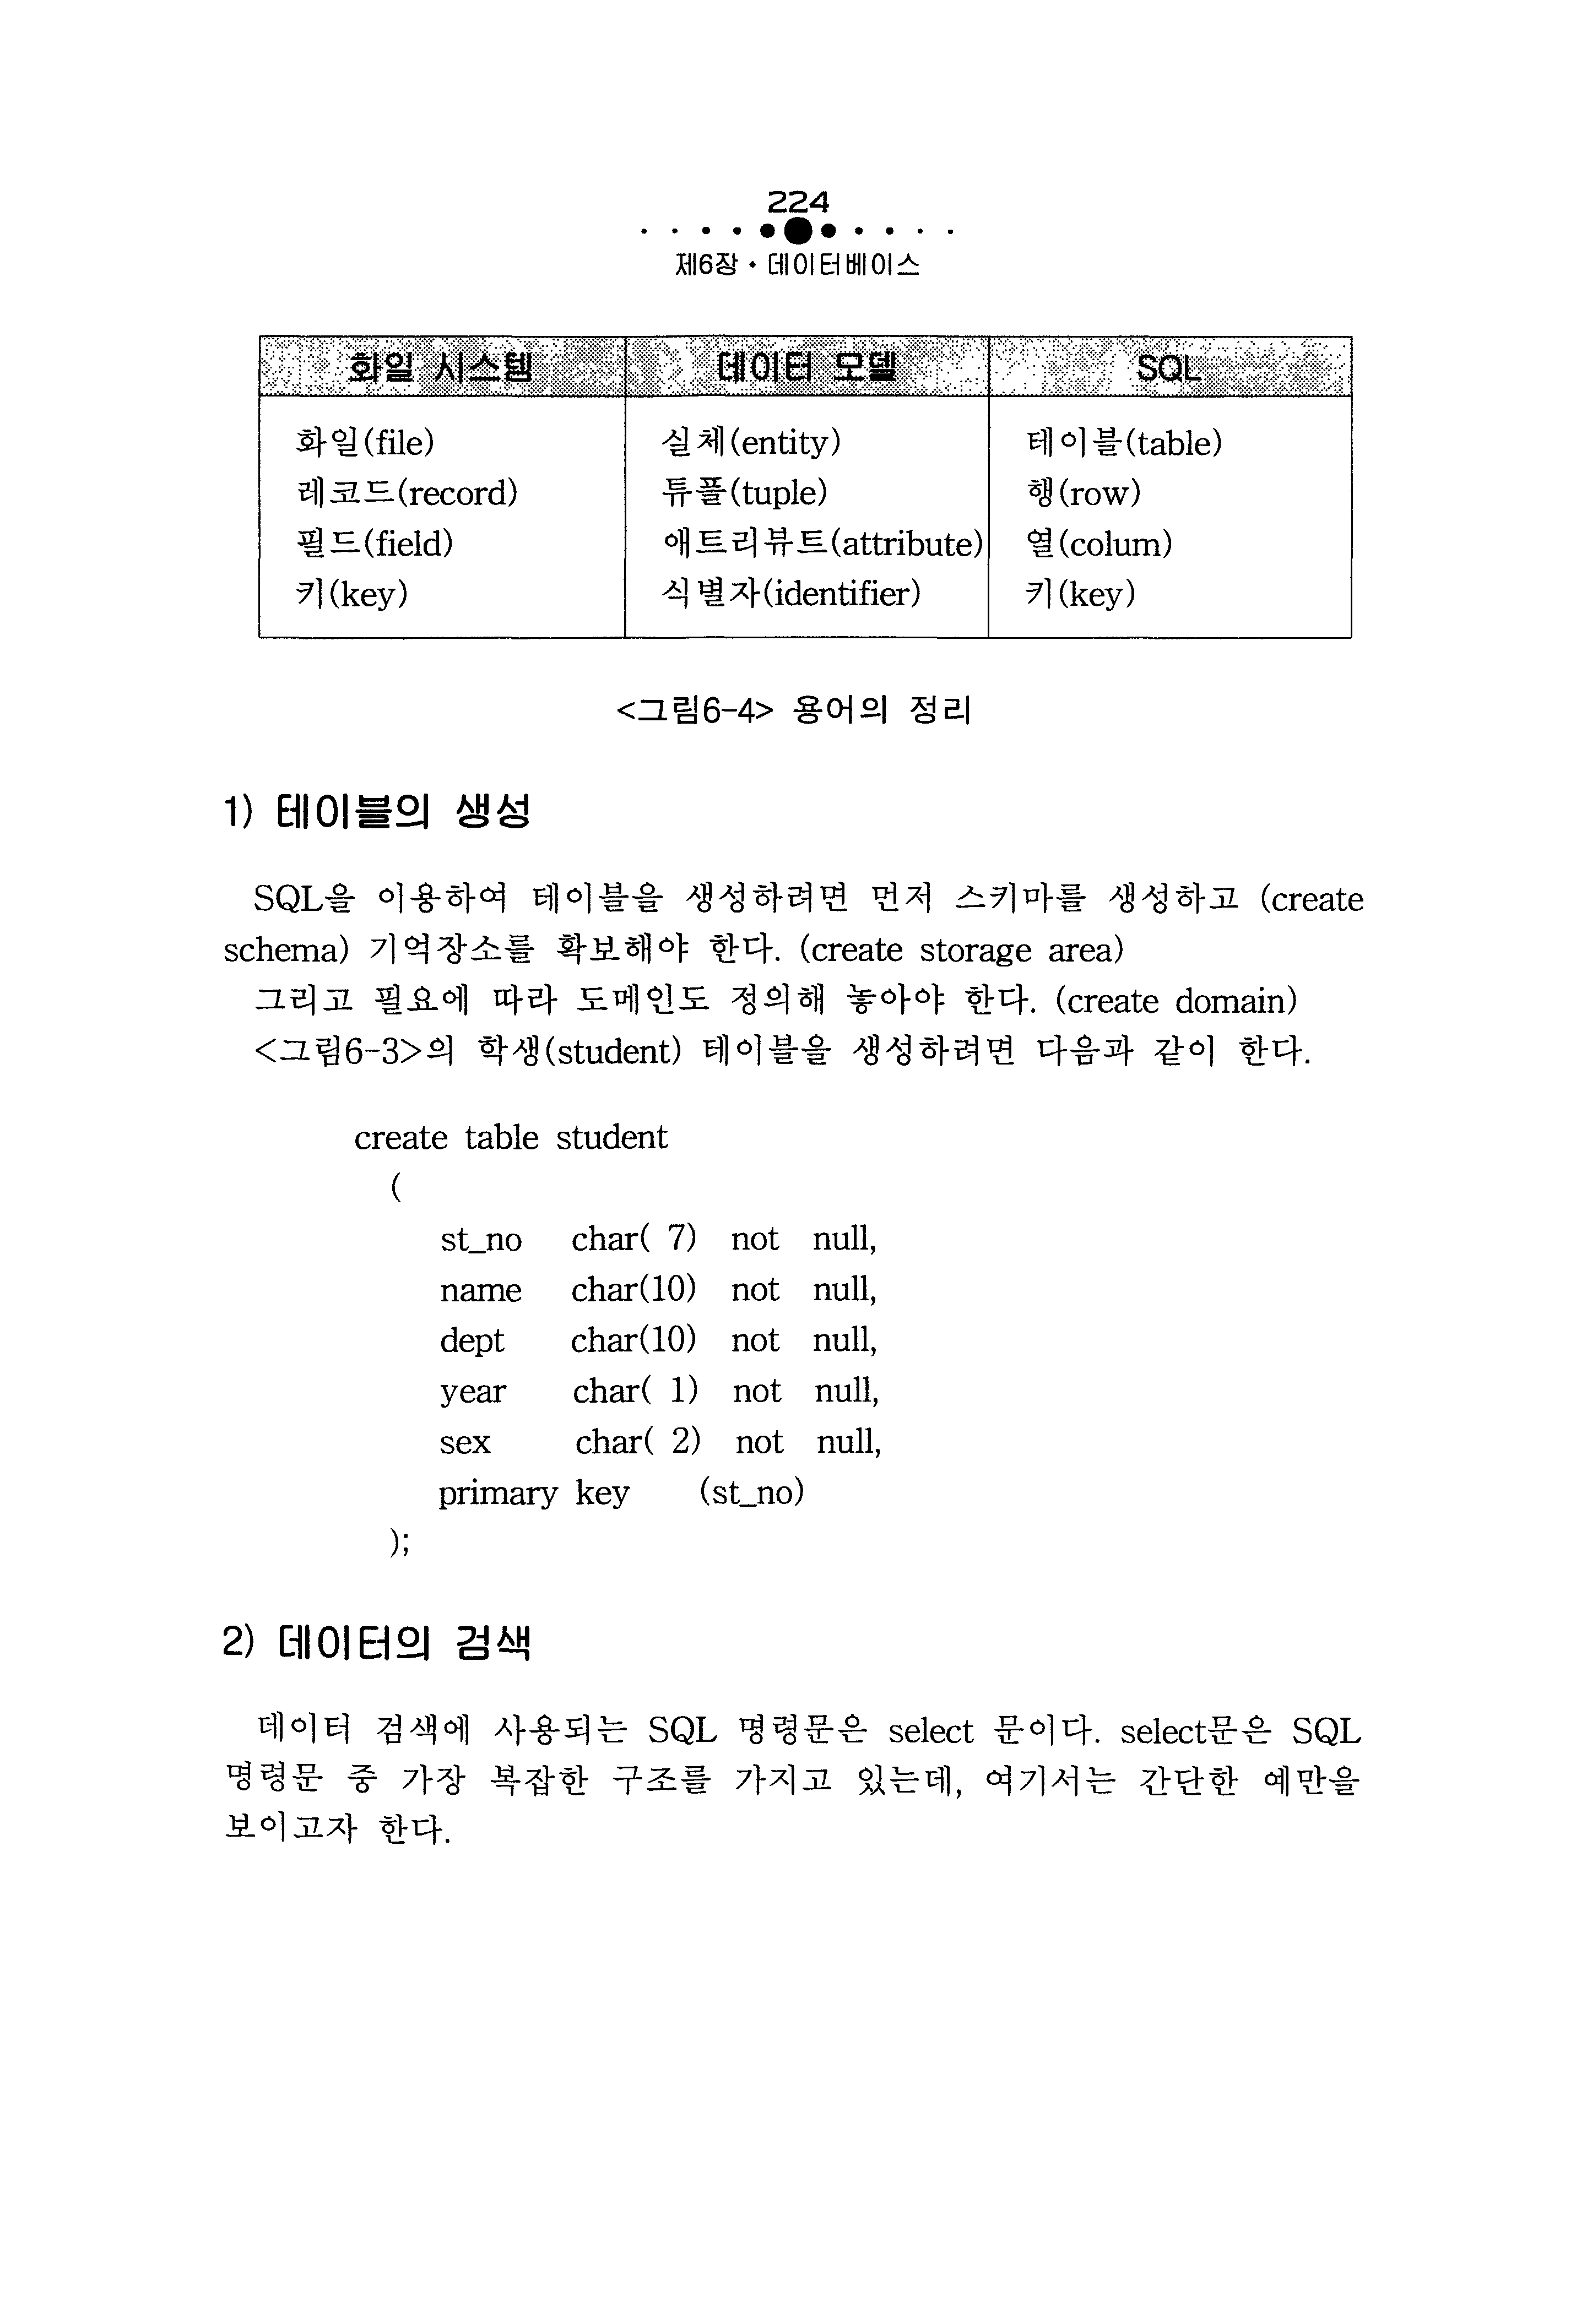 224
제6장 • 데이터베이스
화일 시스템 데이터 모델 SQL
화일(file) 실체(entity) 테이블(table)
레코드(record) 튜플(tuple) 행(row)
필드(field) 애트리뷰트(attribute) 열(colum)
키(key) 식별자(identifier) 키(key)
<그림6-4> 용어의 정리
1) 테이블의 생성
SQL을 이용하여 테이블을 생성하려면 먼저 스키마를 생성하고 (create
schema) 기억장소를 확보해야 한다. (create storage area)
그리고 필요에 따라 도메인도 정의해 놓아야 한다. (create domain)
<그림6-3>의 학생(student) 테이블을 생성하려면 다음과 같이 한다.
create table student
(
st_no char( 7) not null,
name char(10) not null,
dept char(10) not null,
year char( 1) not null,
sex char( 2) not null,
primary key (st_no)
);
2) 데이터의 검색
데이터 검색에 사용되는 SQL 명령문은 select 문이다. select문은 SQL
명령문 중 가장 복잡한 구조를 가지고 있는데, 여기서는 간단한 예만을
보이고자 한다.